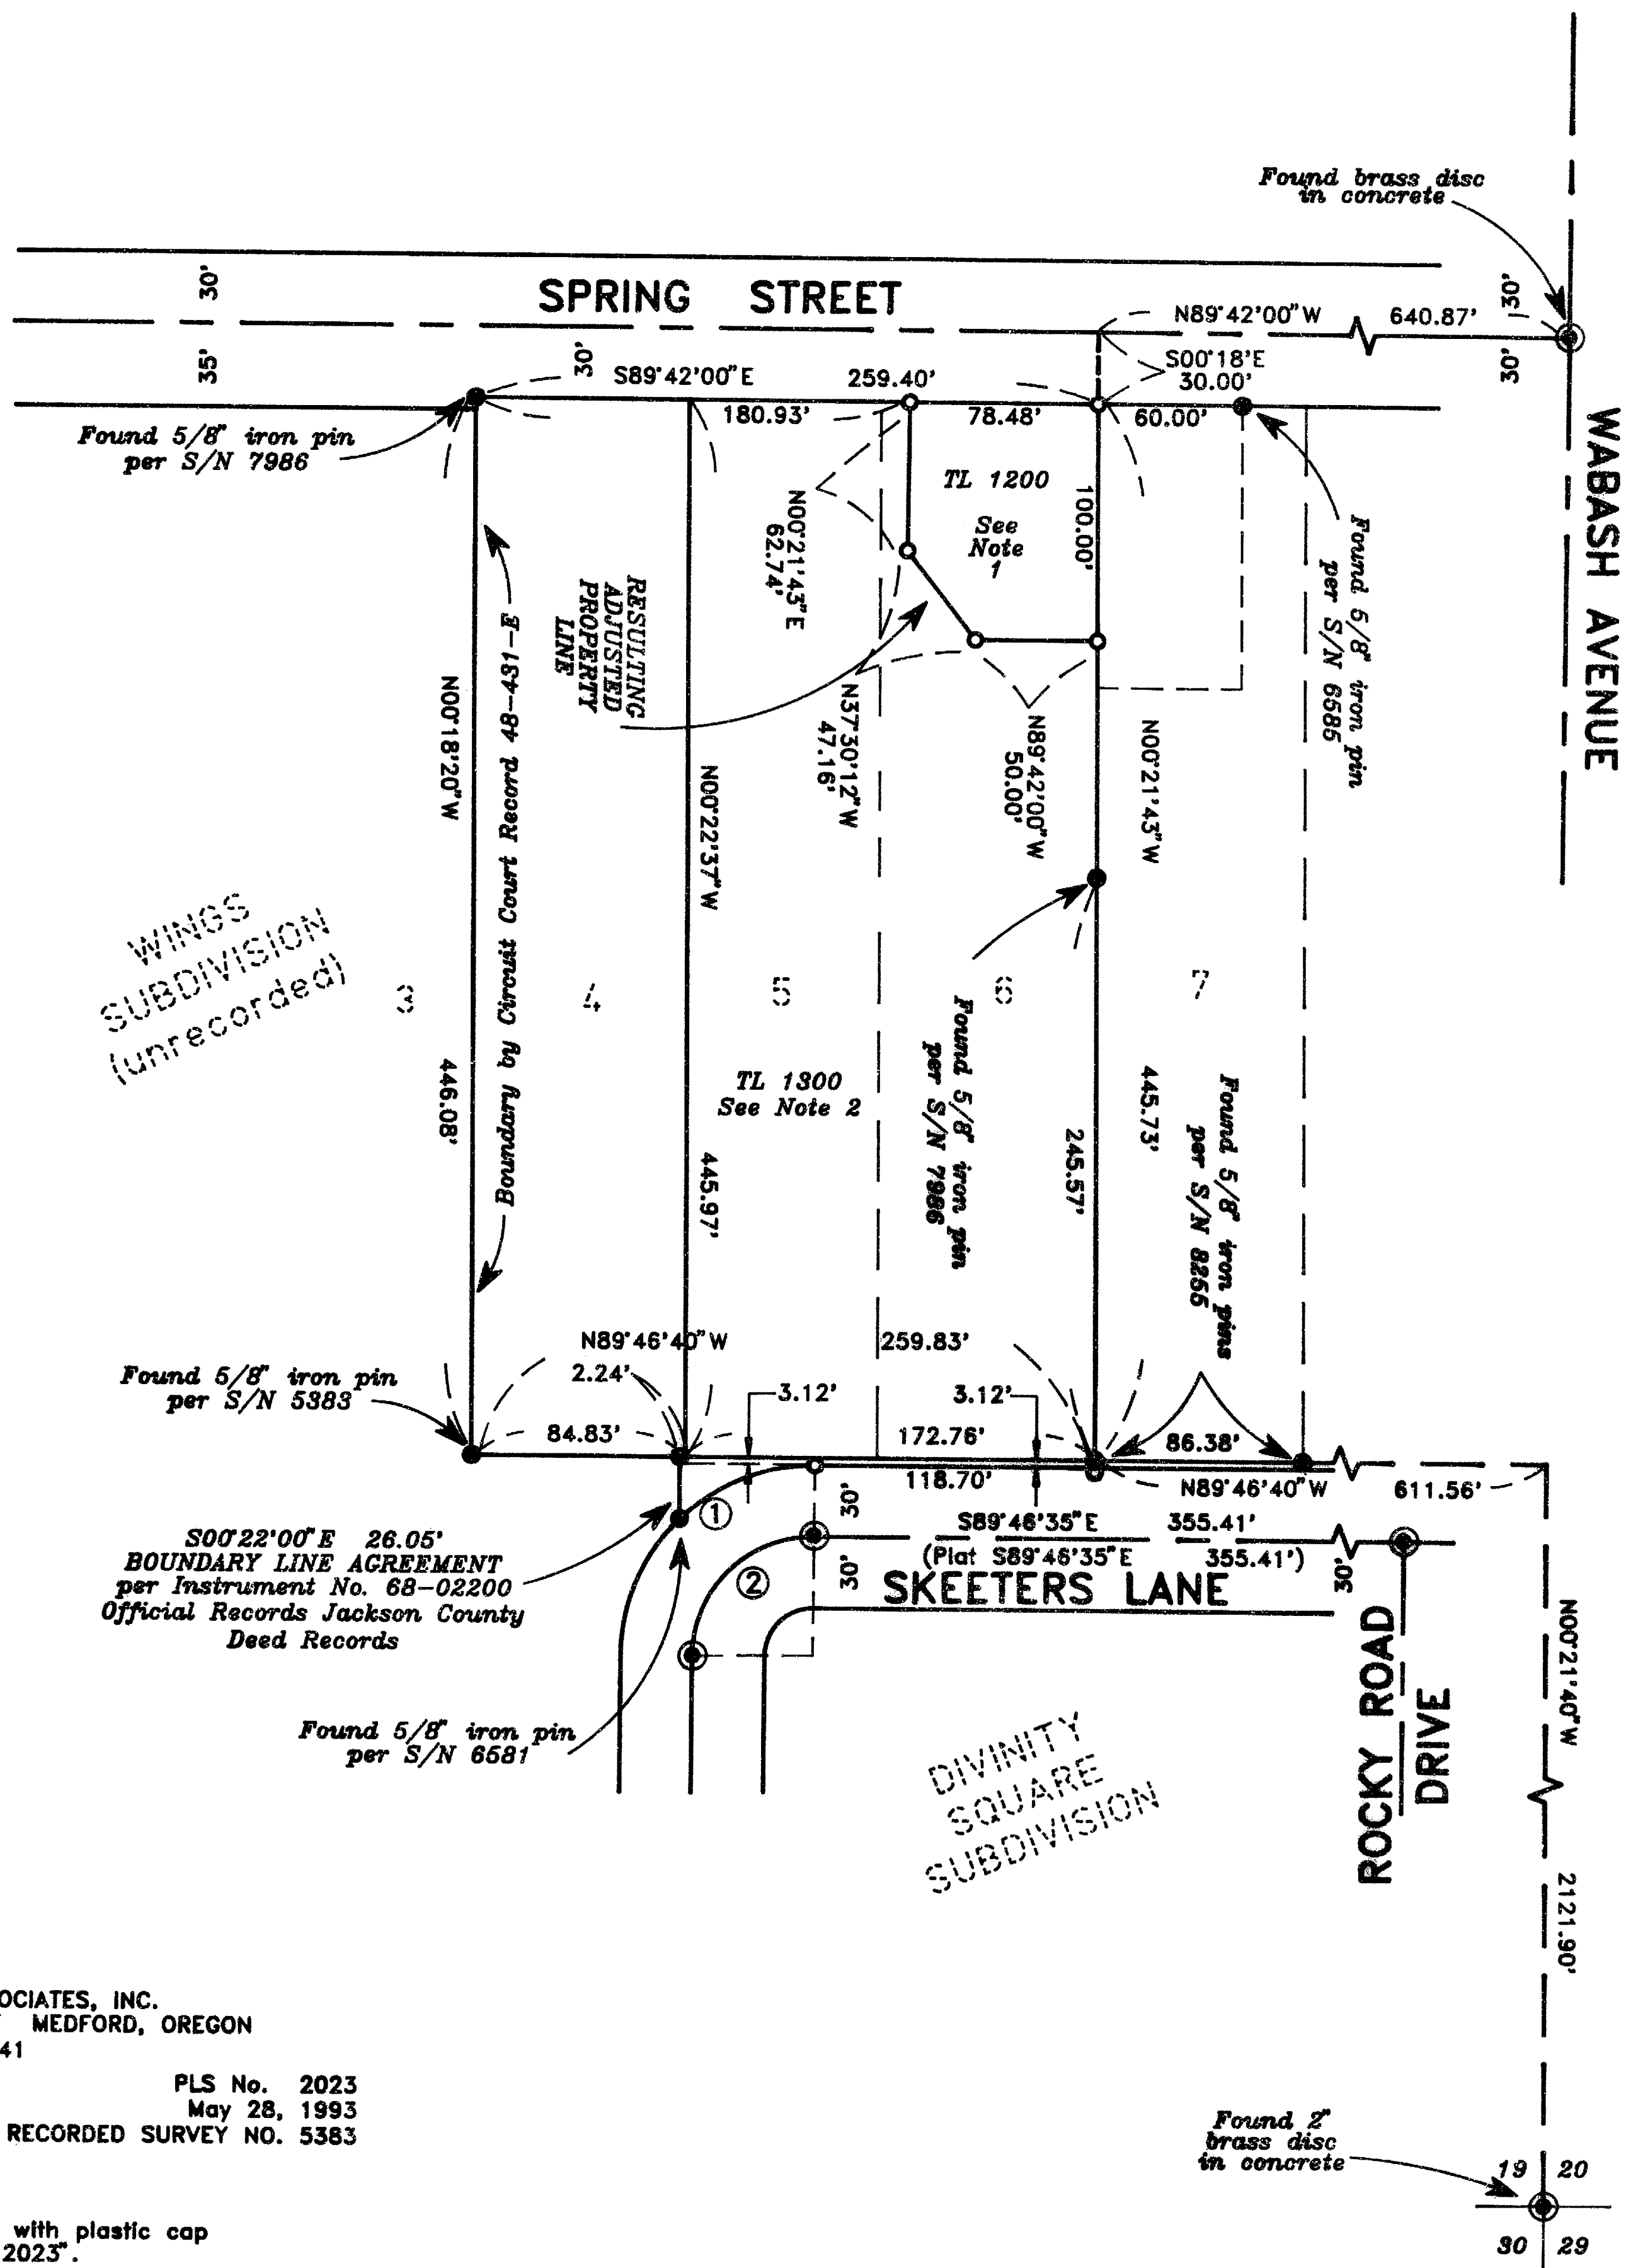 Found brass disc
in concrete
SPRING STREET
30'
35'
30'
N89°42'00"W 640.87'
30'
30'
S00°18'E
30.00'
S89°42'00"E 259.40'
180.93'
78.48'
60.00'
Found 5/8" iron pin
per S/N 7986
WABASH AVENUE
TL 1200
See
Note
1
100.00'
N00°21'43"E
62.74'
Found 5/8" iron pin
per S/N 6585
RESULTING
ADJUSTED
PROPERTY
LINE
N37°30'12"W
47.16'
N89°42'00"W
50.00'
N00°21'43"W
445.73'
N00°18'20"W
446.08'
Boundary by Circuit Court Record 48-431-E
N00°22'37"W
445.97'
WINGS
SUBDIVISION
(unrecorded)
3
4
5
6
7
TL 1300
See Note 2
Found 5/8" iron pin
per S/N 7986
245.57'
Found 5/8" iron pins
per S/N 8255
N89°46'40"W 259.83'
2.24'
3.12'
3.12'
Found 5/8" iron pin
per S/N 5383
84.83'
172.76'
86.38'
118.70'
N89°46'40"W 611.56'
1
30'
S89°46'35"E 355.41'
(Plat S89°46'35"E 355.41')
30'
30'
2
SKEETERS LANE
S00°22'00"E 26.05'
BOUNDARY LINE AGREEMENT
per Instrument No. 68-02200
Official Records Jackson County
Deed Records
ROCKY ROAD
DRIVE
N00°21'40"W
2121.90'
Found 5/8" iron pin
per S/N 6581
DIVINITY
SQUARE
SUBDIVISION
OCIATES, INC.
MEDFORD, OREGON
41
PLS No. 2023
May 28, 1993
RECORDED SURVEY NO. 5383
Found 2"
brass disc
in concrete
19 20
30 29
with plastic cap
2023".